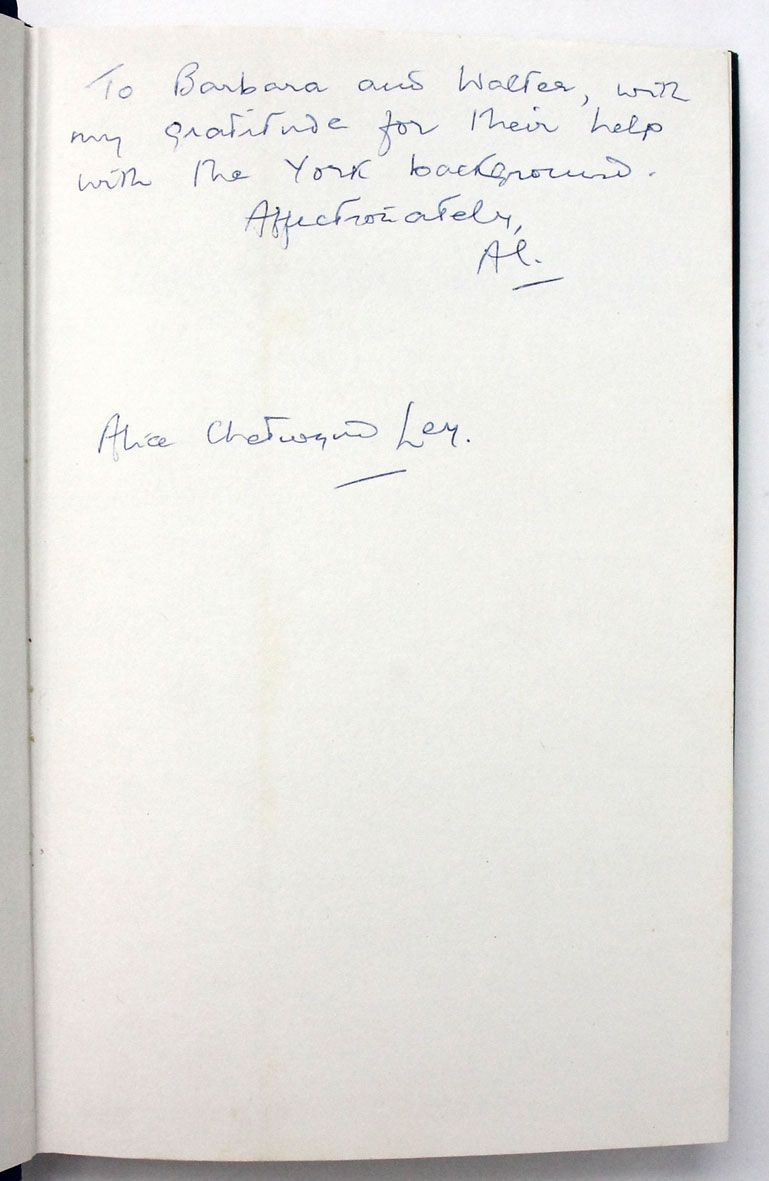 To Barbara and Walter, with
my gratitude for their help
with the York background.
Affectionately,
Al.
Alice Chetwynd Ley.